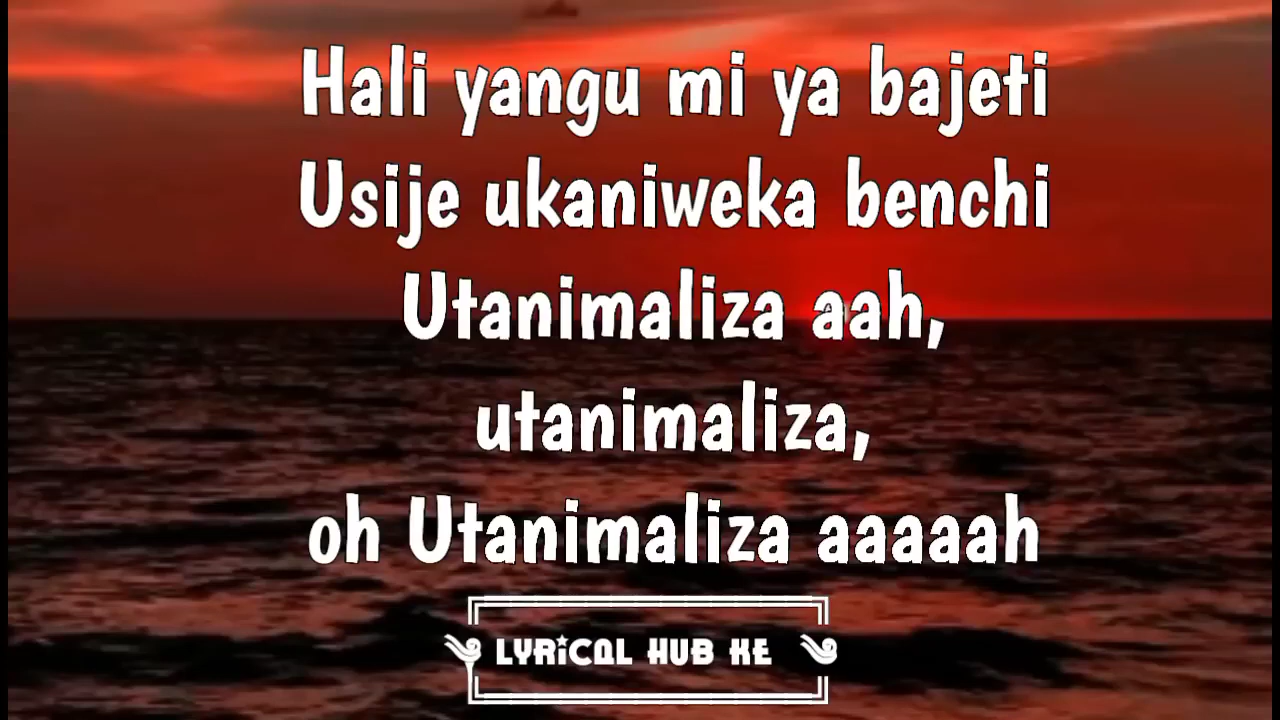 Hali yangu mi ya bajeti
Usije ukaniweka benchi
Utanimaliza aah,
utanimaliza,
oh Utanimaliza aaaaah
LYRICAL HUB KE